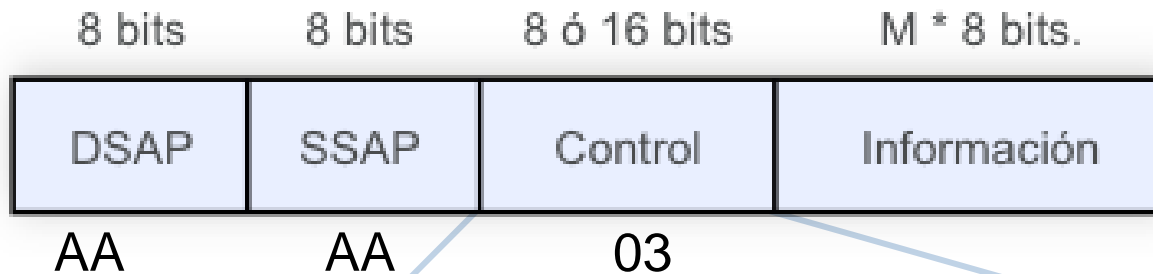 8 bits 8 bits 8 ó 16 bits M * 8 bits.
DSAP SSAP Control Información
AA AA 03